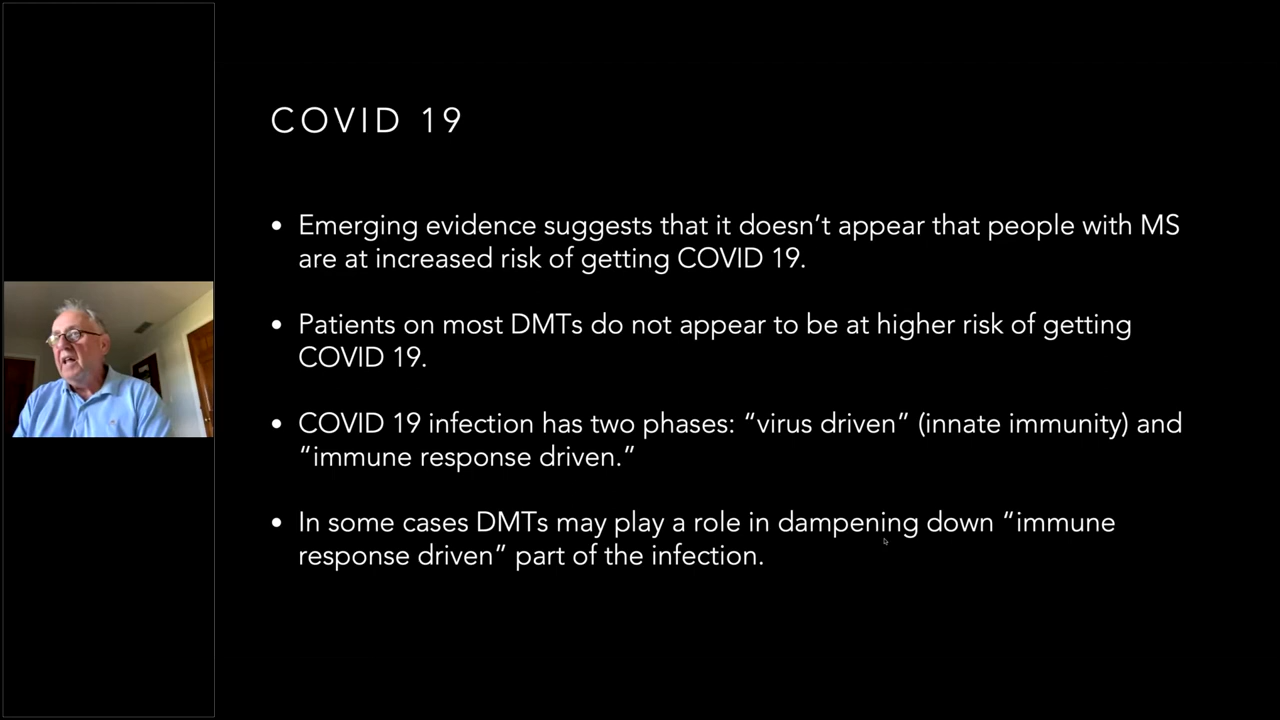 COVID 19
• Emerging evidence suggests that it doesn’t appear that people with MS
are at increased risk of getting COVID 19.
• Patients on most DMTs do not appear to be at higher risk of getting
COVID 19.
• COVID 19 infection has two phases: “virus driven” (innate immunity) and
“immune response driven.”
• In some cases DMTs may play a role in dampening down “immune
response driven” part of the infection.